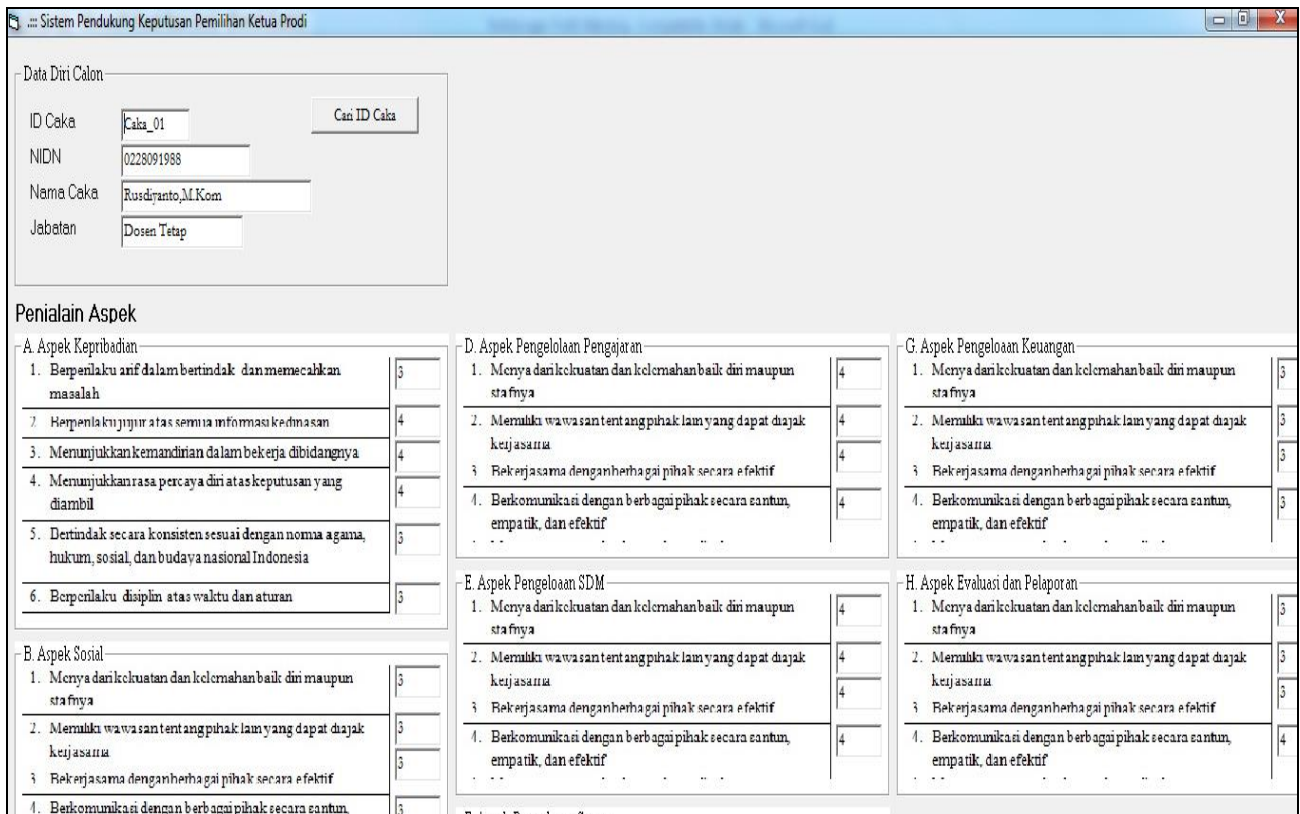 .::: Sistem Pendukung Keputusan Pemilihan Ketua Prodi
Data Diri Calon
ID Caka
Caka_01
Cari ID Caka
NIDN
0228091988
Nama Caka
Rusdiyanto,M.Kom
Jabatan
Dosen Tetap
Penialain Aspek
A. Aspek Kepribadian
1. Berperilaku arif dalam bertindak dan memecahkan
masalah
3
2. Berperilaku jujur atas semua informasi kedinasan
4
3. Menunjukkan kemandirian dalam bekerja dibidangnya
4
4. Menunjukkan rasa percaya diri atas keputusan yang
diambil
4
5. Bertindak secara konsisten sesuai dengan norma agama,
hukum, sosial, dan budaya nasional Indonesia
3
6. Berperilaku disiplin atas waktu dan aturan
3
B. Aspek Sosial
1. Menyadari kekuatan dan kelemahan baik diri maupun
stafnya
3
2. Memiliki wawasan tentang pihak lain yang dapat diajak
kerjasama
3
3. Bekerjasama dengan berbagai pihak secara efektif
3
4. Berkomunikasi dengan berbagai pihak secara santun,
3
D. Aspek Pengelolaan Pengajaran
1. Menyadari kekuatan dan kelemahan baik diri maupun
stafnya
4
2. Memiliki wawasan tentang pihak lain yang dapat diajak
kerjasama
4
3. Bekerjasama dengan berbagai pihak secara efektif
4
4. Berkomunikasi dengan berbagai pihak secara santun,
empatik, dan efektif
4
E. Aspek Pengeloaan SDM
1. Menyadari kekuatan dan kelemahan baik diri maupun
stafnya
4
2. Memiliki wawasan tentang pihak lain yang dapat diajak
kerjasama
4
3. Bekerjasama dengan berbagai pihak secara efektif
4
4. Berkomunikasi dengan berbagai pihak secara santun,
empatik, dan efektif
4
G. Aspek Pengeloaan Keuangan
1. Menyadari kekuatan dan kelemahan baik diri maupun
stafnya
3
2. Memiliki wawasan tentang pihak lain yang dapat diajak
kerjasama
3
3. Bekerjasama dengan berbagai pihak secara efektif
3
4. Berkomunikasi dengan berbagai pihak secara santun,
empatik, dan efektif
3
H. Aspek Evaluasi dan Pelaporan
1. Menyadari kekuatan dan kelemahan baik diri maupun
stafnya
3
2. Memiliki wawasan tentang pihak lain yang dapat diajak
kerjasama
3
3. Bekerjasama dengan berbagai pihak secara efektif
3
4. Berkomunikasi dengan berbagai pihak secara santun,
empatik, dan efektif
4